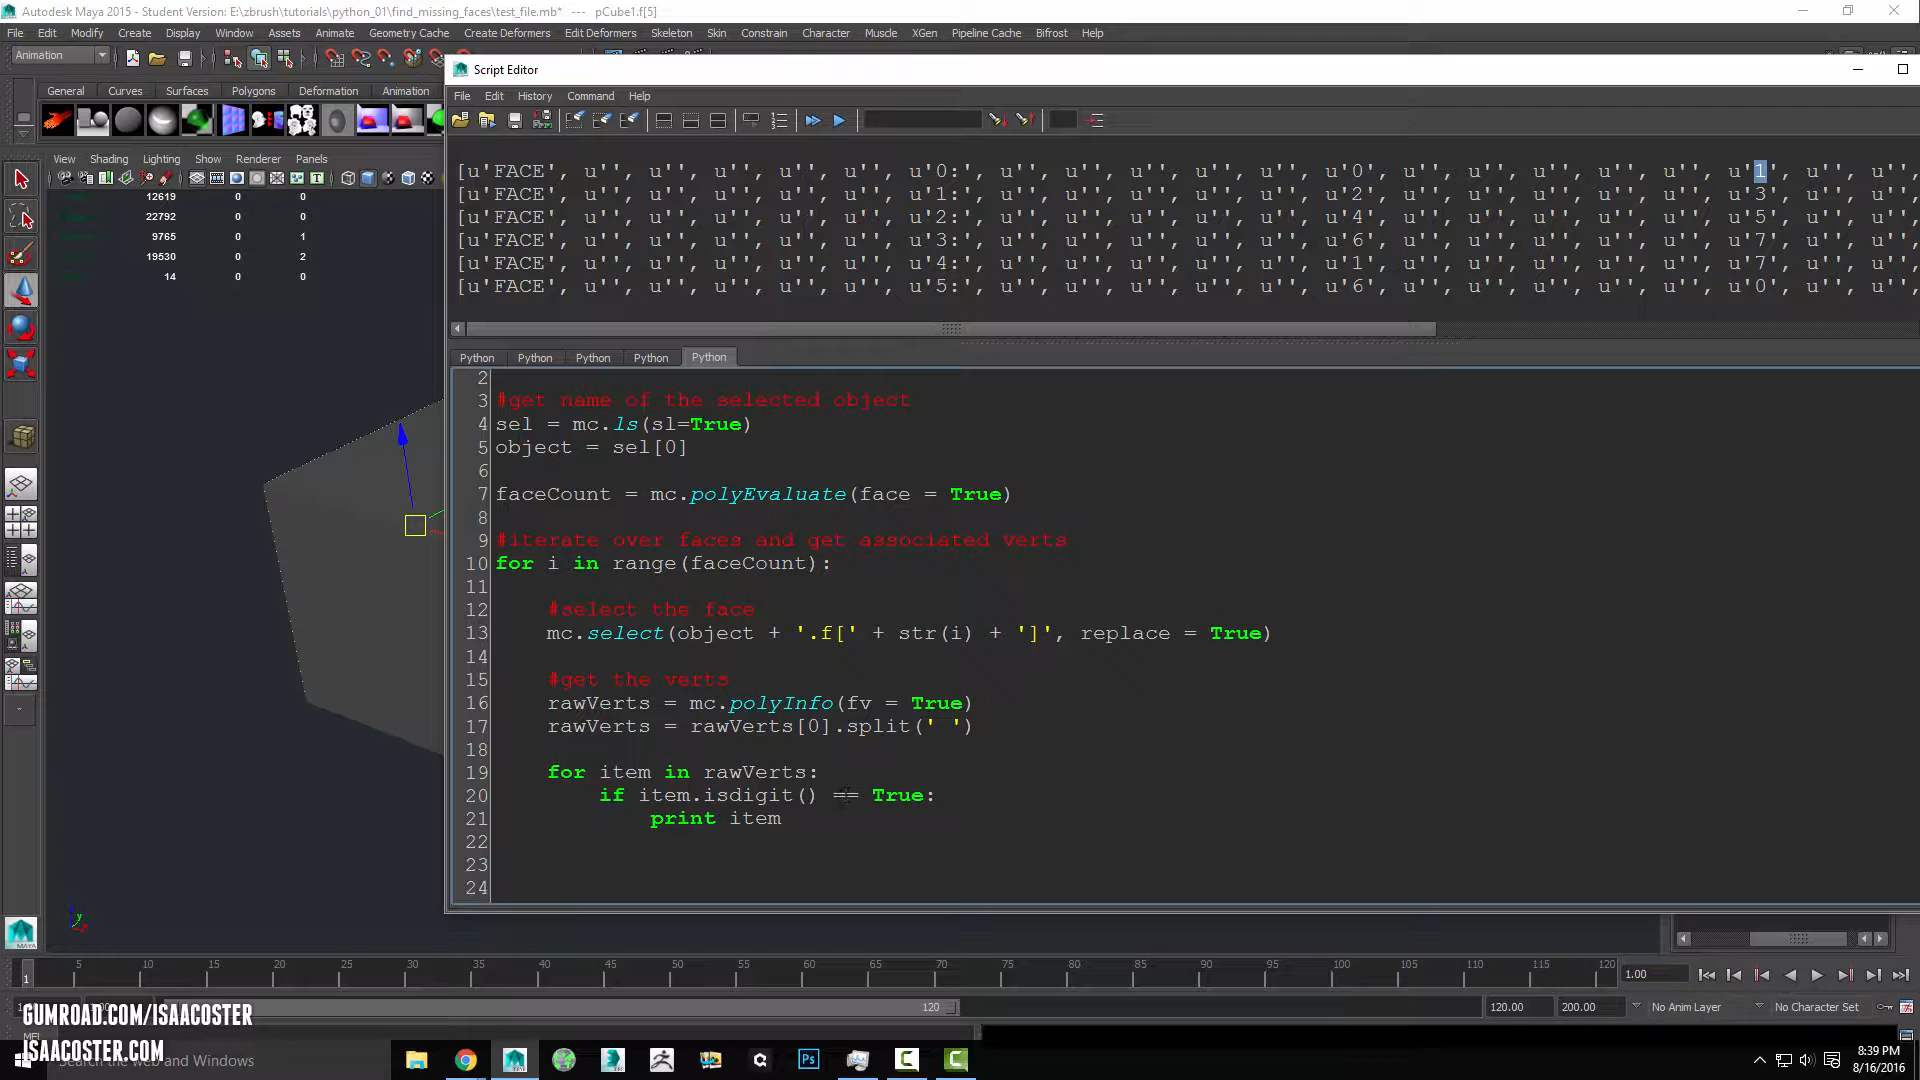 Autodesk Maya 2015 - Student Version: E:\zbrush\tutorials\python_01\find_missing_faces\test_file.mb* --- pCube1.f[5]
File Edit Modify Create Display Window Assets Animate Geometry Cache Create Deformers Edit Deformers Skeleton Skin Constrain Character Muscle XGen Pipeline Cache Bifrost Help
Animation
Script Editor
General Curves Surfaces Polygons Deformation Animation
File Edit History Command Help
View Shading Lighting Show Renderer Panels
12619 0
22792 0
9765 0 1
19530 0 2
14 0 0
[u'FACE', u'', u'', u'', u'', u'', u'0:', u'', u'', u'', u'', u'', u'0', u'', u'', u'', u'', u'', u'1', u'', u'',
[u'FACE', u'', u'', u'', u'', u'', u'1:', u'', u'', u'', u'', u'', u'2', u'', u'', u'', u'', u'', u'3', u'', u'',
[u'FACE', u'', u'', u'', u'', u'', u'2:', u'', u'', u'', u'', u'', u'4', u'', u'', u'', u'', u'', u'5', u'', u'',
[u'FACE', u'', u'', u'', u'', u'', u'3:', u'', u'', u'', u'', u'', u'6', u'', u'', u'', u'', u'', u'7', u'', u'',
[u'FACE', u'', u'', u'', u'', u'', u'4:', u'', u'', u'', u'', u'', u'1', u'', u'', u'', u'', u'', u'7', u'', u'',
[u'FACE', u'', u'', u'', u'', u'', u'5:', u'', u'', u'', u'', u'', u'6', u'', u'', u'', u'', u'', u'0', u'', u'',
Python Python Python Python Python
2
3 #get name of the selected object
4 sel = mc.ls(sl=True)
5 object = sel[0]
6
7 faceCount = mc.polyEvaluate(face = True)
8
9 #iterate over faces and get associated verts
10 for i in range(faceCount):
11
12 #select the face
13 mc.select(object + '.f[' + str(i) + ']', replace = True)
14
15 #get the verts
16 rawVerts = mc.polyInfo(fv = True)
17 rawVerts = rawVerts[0].split(' ')
18
19 for item in rawVerts:
20 if item.isdigit() == True:
21 print item
22
23
24
y
MAYA
1 5 10 15 20 25 30 35 40 45 50 55 60 65 70 75 80 85 90 95 100 105 110 115 120 1.00
120 120.00 200.00 No Anim Layer No Character Set
GUMROAD.COM/ISAACOSTER
ISAACOSTER.COM
Search the web and Windows
Ps
8:39 PM
8/16/2016